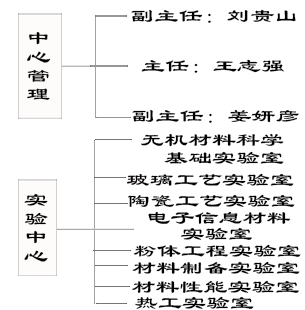 中心管理
副主任：刘贵山
主任：王志强
副主任：姜妍彦
实验中心
无机材料科学
基础实验室
玻璃工艺实验室
陶瓷工艺实验室
电子信息材料
实验室
粉体工程实验室
材料制备实验室
材料性能实验室
热工实验室